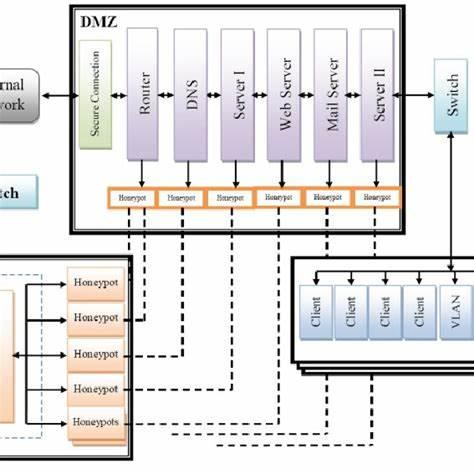 DMZ
rnal
work
Secure Connection
Router
DNS
Server I
Web Server
Mail Server
Server II
Switch
tch
Honeypot
Honeypot
Honeypot
Honeypot
Honeypot
Honeypot
Honeypot
Honeypot
Honeypot
Honeypot
Honeypots
Client
Client
Client
Client
VLAN